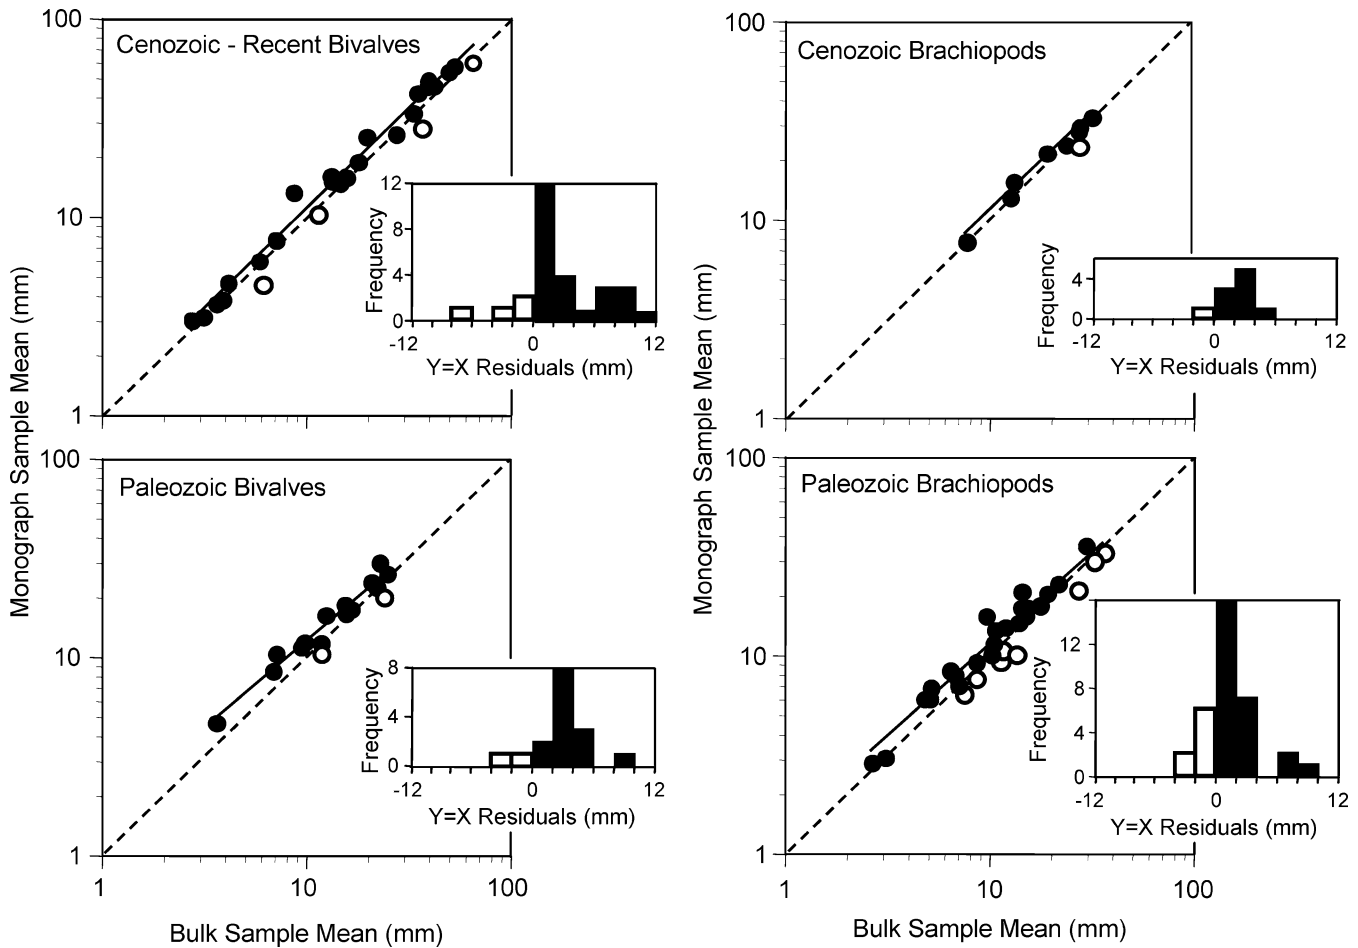 100
Cenozoic - Recent Bivalves
10
1
12
8
4
0
Frequency
-12
0
12
Y=X Residuals (mm)
100
Cenozoic Brachiopods
10
1
4
0
Frequency
-12
0
12
Y=X Residuals (mm)
Monograph Sample Mean (mm)
Monograph Sample Mean (mm)
100
Paleozoic Bivalves
10
1
8
4
0
Frequency
-12
0
12
Y=X Residuals (mm)
1
10
100
Bulk Sample Mean (mm)
100
Paleozoic Brachiopods
10
1
12
8
4
0
Frequency
-12
0
12
Y=X Residuals (mm)
1
10
100
Bulk Sample Mean (mm)